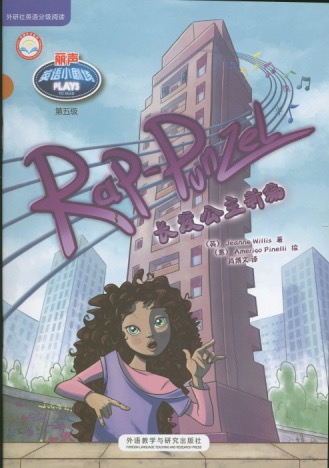 外研社英语分级阅读
丽声
英语小剧场
PLAYS
第五级
RAP-PUNZEL
长发公主新编
（英） Jeanne Willis 著
（意） Amerigo Pinelli 绘
外语教学与研究出版社
FOREIGN LANGUAGE TEACHING AND RESEARCH PRESS